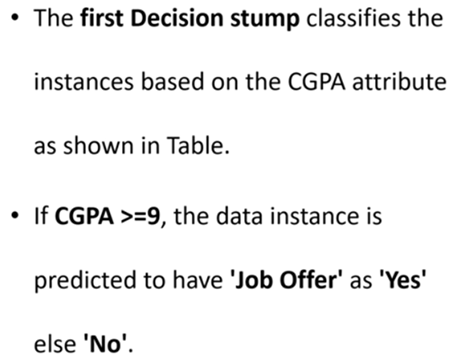 • The first Decision stump classifies the
instances based on the CGPA attribute
as shown in Table.
• If CGPA >=9, the data instance is
predicted to have 'Job Offer' as 'Yes'
else 'No'.